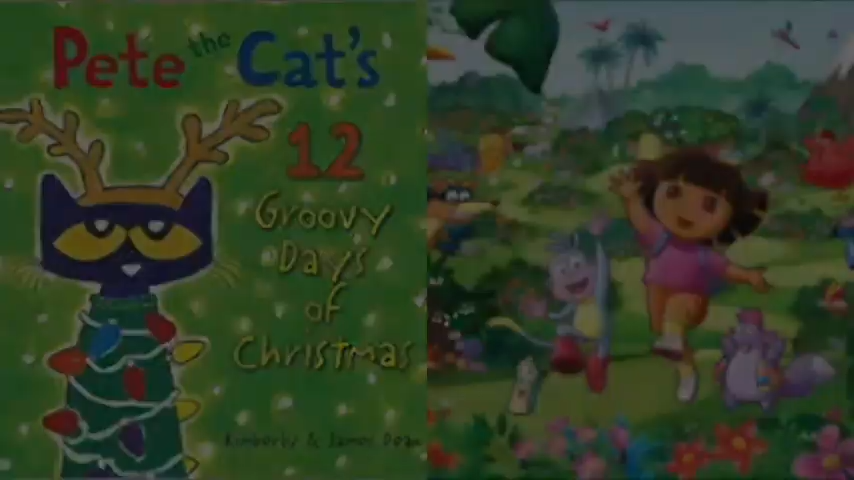 Pete the Cat's
12
Groovy
Days
of
Christmas
Kimberly & James Dean